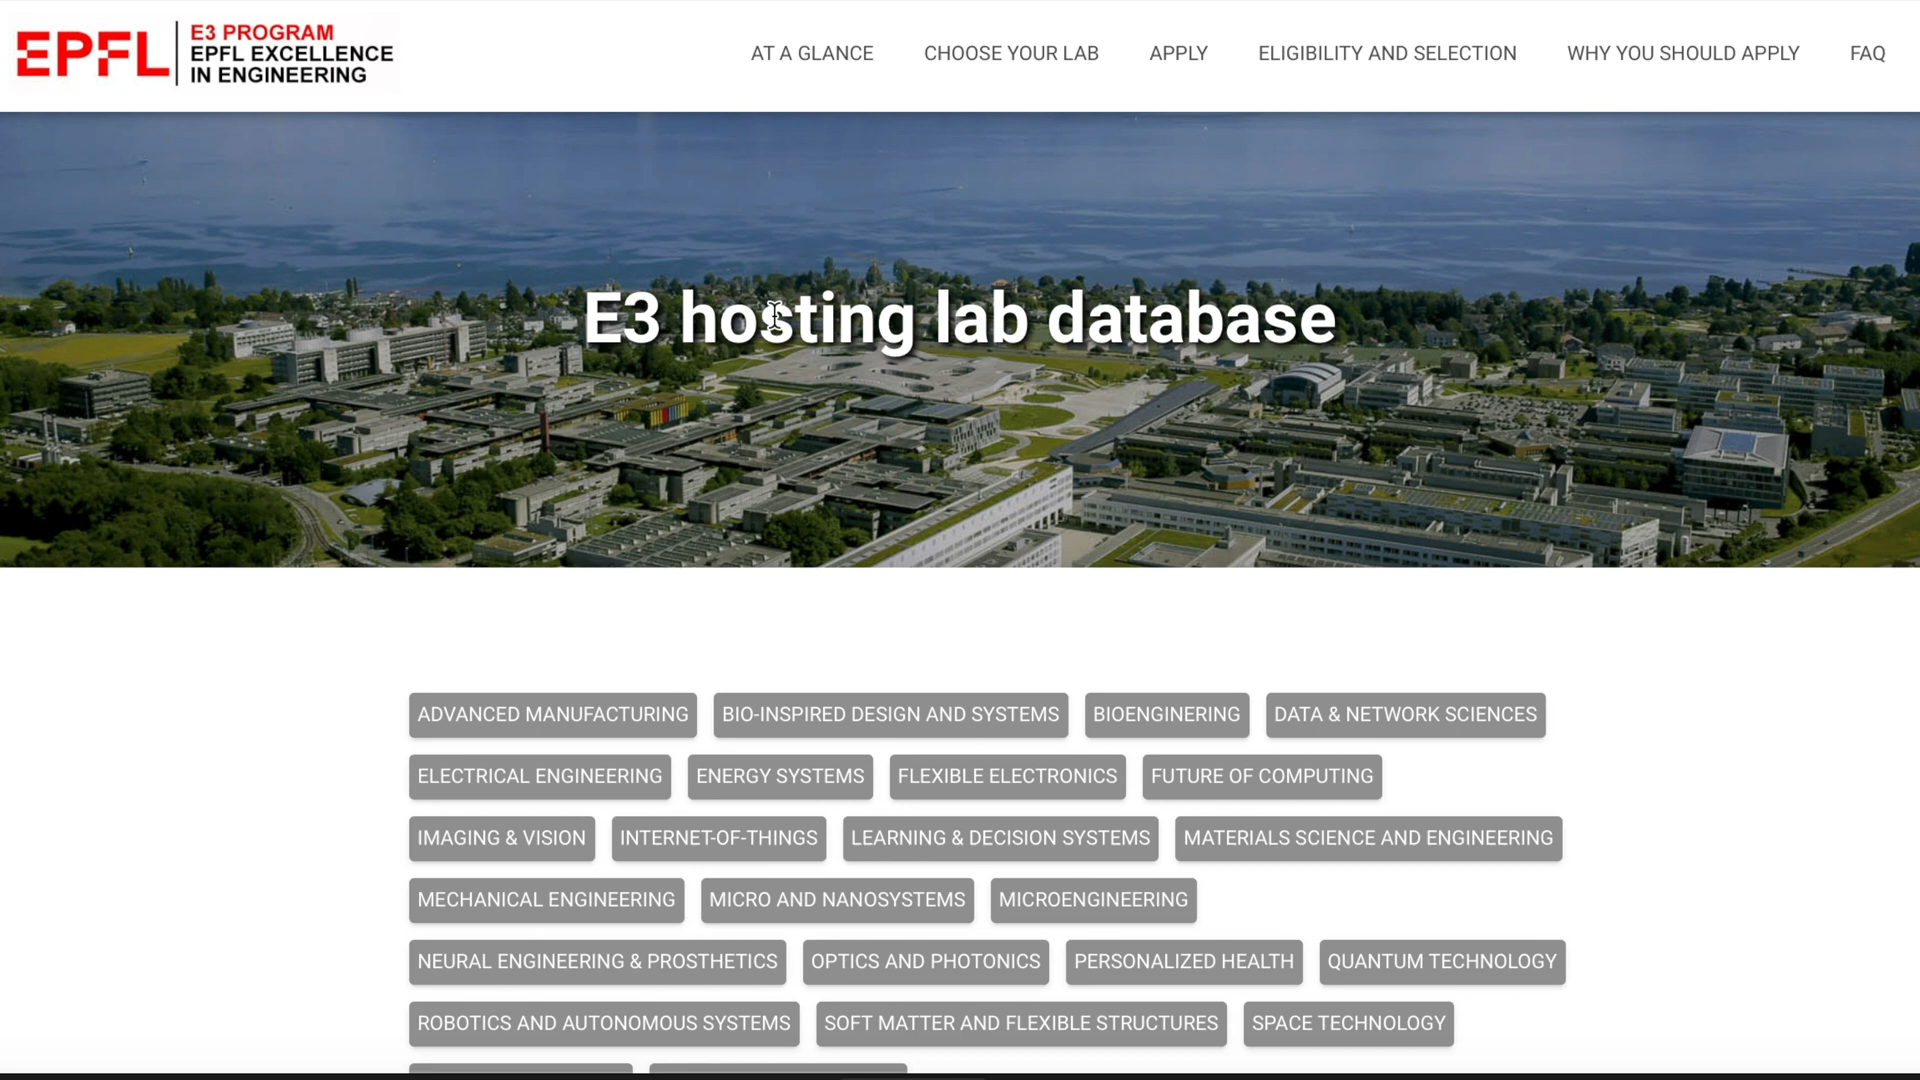 EPFL
E3 PROGRAM
EPFL EXCELLENCE
IN ENGINEERING
AT A GLANCE
CHOOSE YOUR LAB
APPLY
ELIGIBILITY AND SELECTION
WHY YOU SHOULD APPLY
FAQ
E3 hosting lab database
ADVANCED MANUFACTURING
BIO-INSPIRED DESIGN AND SYSTEMS
BIOENGINERING
DATA & NETWORK SCIENCES
ELECTRICAL ENGINEERING
ENERGY SYSTEMS
FLEXIBLE ELECTRONICS
FUTURE OF COMPUTING
IMAGING & VISION
INTERNET-OF-THINGS
LEARNING & DECISION SYSTEMS
MATERIALS SCIENCE AND ENGINEERING
MECHANICAL ENGINEERING
MICRO AND NANOSYSTEMS
MICROENGINEERING
NEURAL ENGINEERING & PROSTHETICS
OPTICS AND PHOTONICS
PERSONALIZED HEALTH
QUANTUM TECHNOLOGY
ROBOTICS AND AUTONOMOUS SYSTEMS
SOFT MATTER AND FLEXIBLE STRUCTURES
SPACE TECHNOLOGY